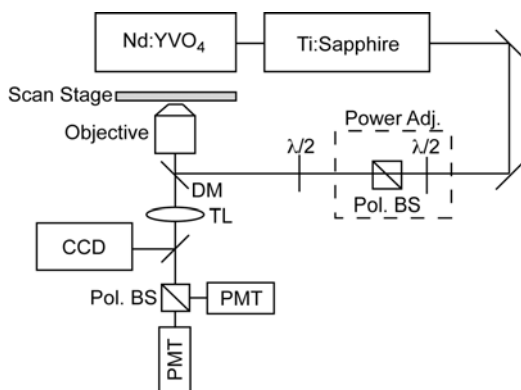 Nd:YVO₄
Ti:Sapphire
Scan Stage
Objective
Power Adj.
λ/2
λ/2
DM
Pol. BS
TL
CCD
Pol. BS
PMT
PMT